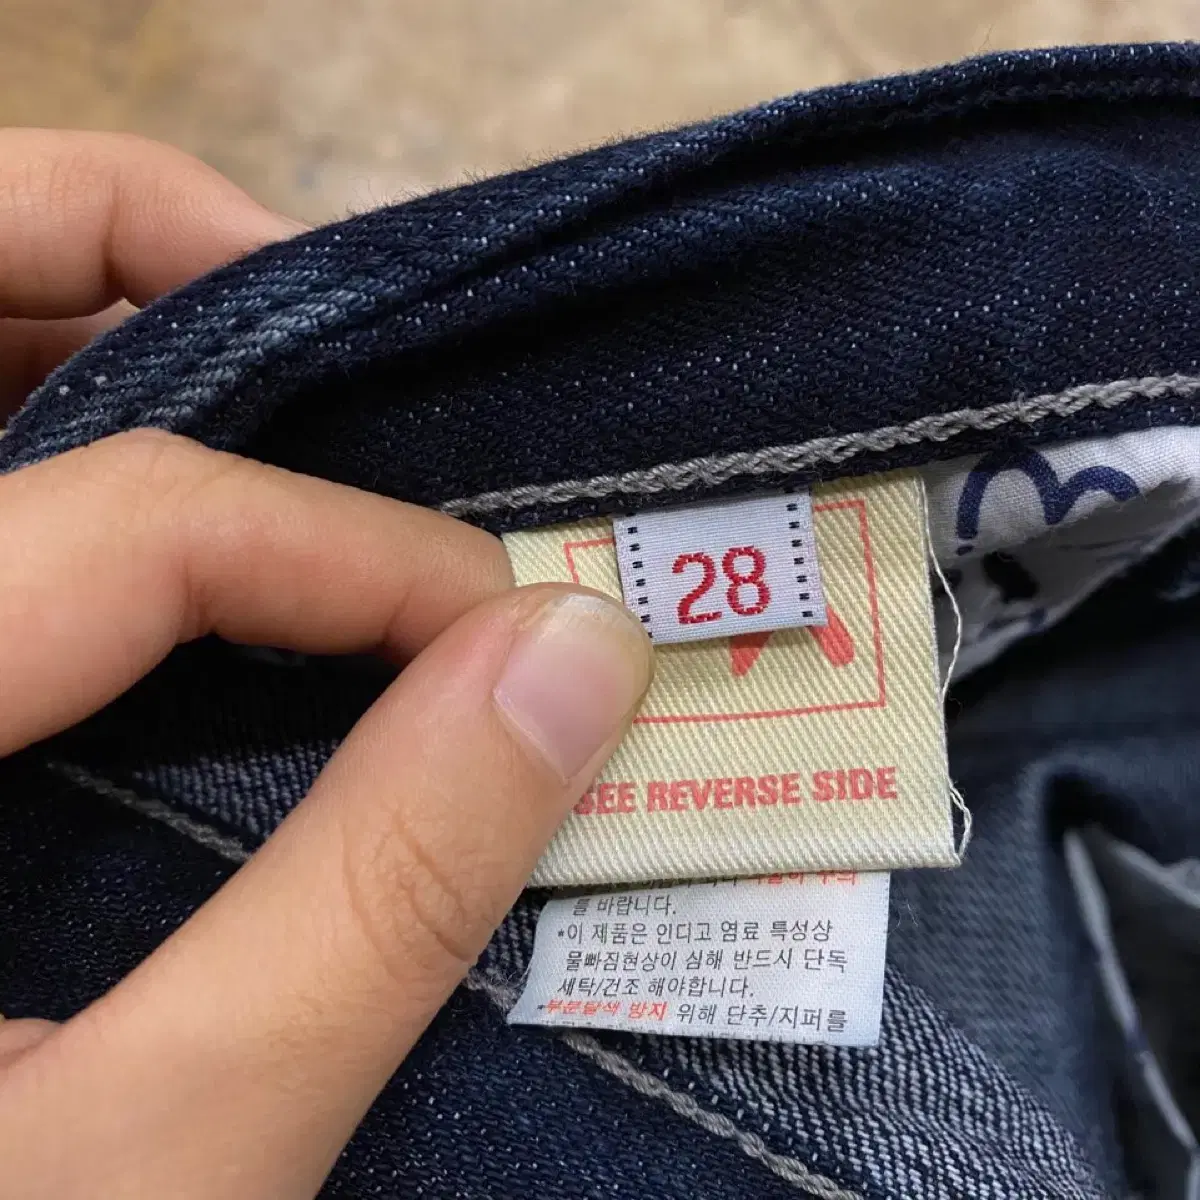 28
SEE REVERSE SIDE
를 바랍니다.
*이 제품은 인디고 염료 특성상
물빠짐현상이 심해 반드시 단독
세탁/건조 해야합니다.
*부분탈색 방지 위해 단추/지퍼를